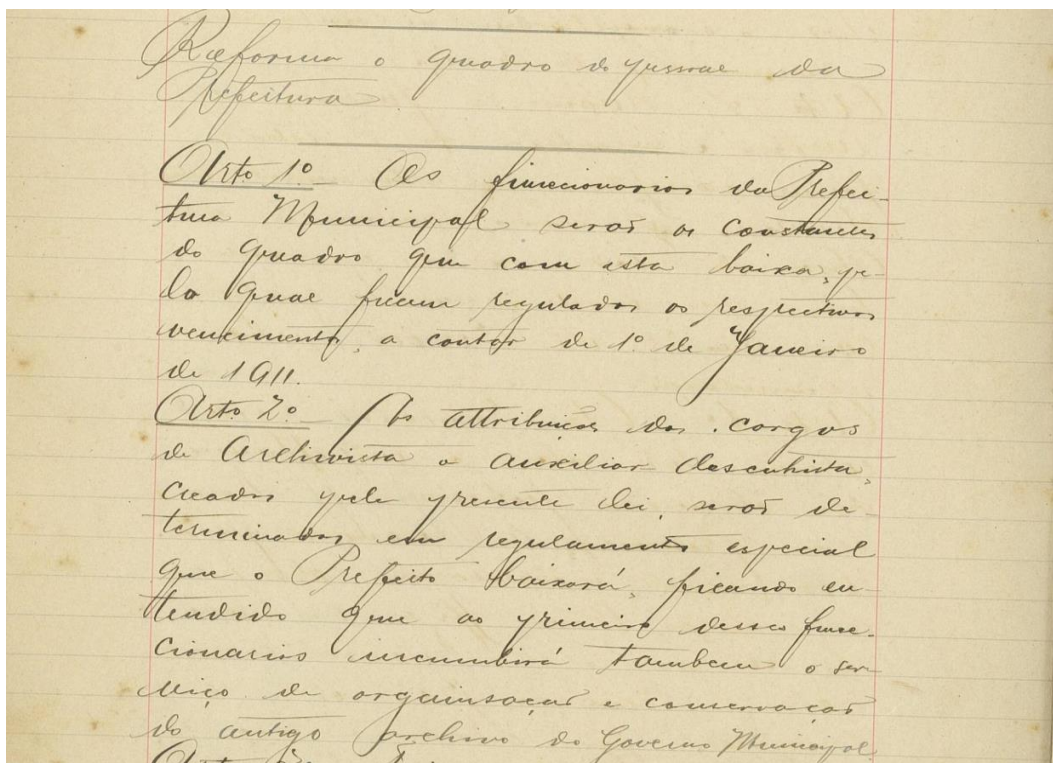 Reforma o quadro do pessoal da
Prefeitura
Arto. 1º Os funccionarios da Prefei-
tura Municipal serão os constantes
do quadro que com esta baixa, pe-
lo qual ficam regulados os respectivos
vencimentos, a contar de 1º de Janeiro
de 1911.
Arto. 2º As attribuições dos cargos
de Archivista e auxiliar desenhista,
creados pela presente lei, serão de-
terminadas em regulamento especial
que o Prefeito baixará, ficando en-
tendido que ao primeiro desses func-
cionarios incumbirá tambem o ser-
viço de organisação e conservação
do antigo archivo do Governo Municipal